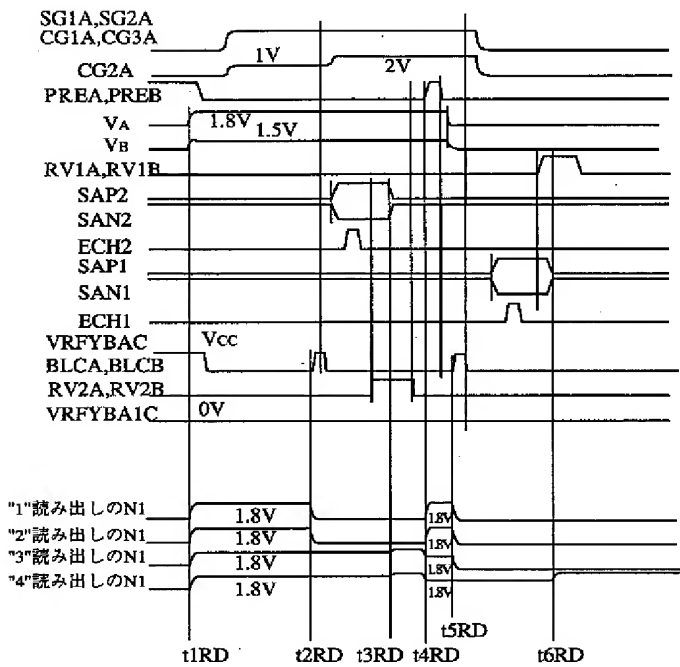 SG1A,SG2A
CG1A,CG3A
1V
CG2A
2V
PREA,PREB
VA
1.8V
1.5V
VB
RV1A,RV1B
SAP2
SAN2
ECH2
SAP1
SAN1
ECH1
VRFYBAC
Vcc
BLCA,BLCB
RV2A,RV2B
0V
VRFYBA1C
"1"読み出しのN1
1.8V
1.8V
"2"読み出しのN1
1.8V
1.8V
"3"読み出しのN1
1.8V
1.8V
"4"読み出しのN1
1.8V
1.8V
t5RD
t1RD
t2RD
t3RD
t4RD
t6RD